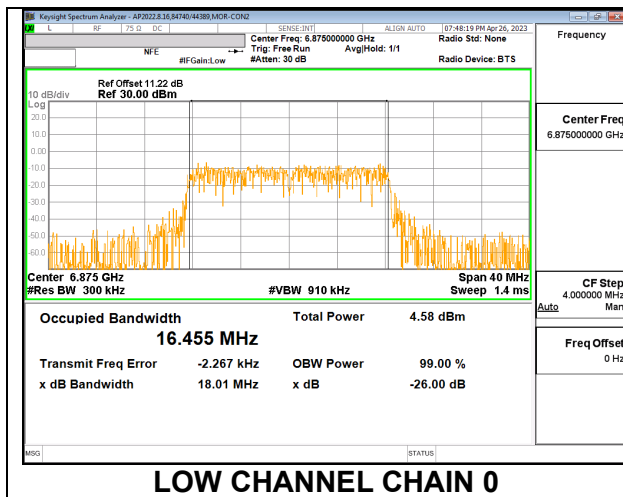 Keysight Spectrum Analyzer - AP2022.8.16,84740/44389,MOR-CON2
L RF 75 Ω DC SENSE:INT ALIGN AUTO 07:48:19 PM Apr 26, 2023
Center Freq: 6.875000000 GHz Radio Std: None
NFE Trig: Free Run Avg|Hold: 1/1
#IFGain:Low #Atten: 30 dB Radio Device: BTS
Frequency
Ref Offset 11.22 dB
10 dB/div Ref 30.00 dBm
Log
20.0
10.0
0.00
-10.0
-20.0
-30.0
-40.0
-50.0
-60.0
Center 6.875 GHz Span 40 MHz
#Res BW 300 kHz #VBW 910 kHz Sweep 1.4 ms
Center Freq
6.875000000 GHz
CF Step
4.000000 MHz
Auto Man
Freq Offset
0 Hz
Occupied Bandwidth Total Power 4.58 dBm
16.455 MHz
Transmit Freq Error -2.267 kHz OBW Power 99.00 %
x dB Bandwidth 18.01 MHz x dB -26.00 dB
MSG STATUS
LOW CHANNEL CHAIN 0